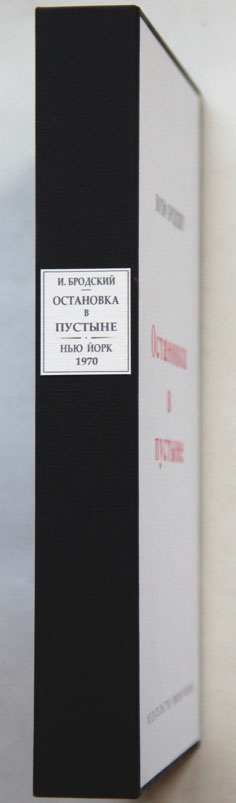 И. БРОДСКИЙ
ОСТАНОВКА
В
ПУСТЫНЕ
НЬЮ ЙОРК
1970
Остановка
в
пустыне